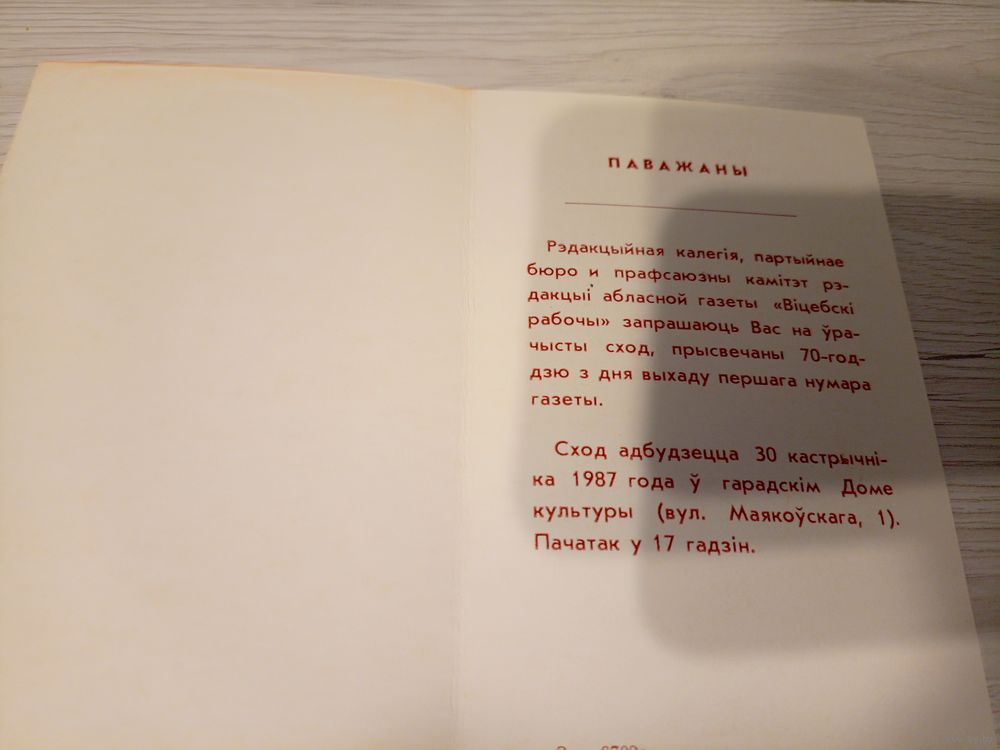 ПАВАЖАНЫ
Рэдакцыйная калегія, партыйнае
бюро и прафсаюзны камітэт рэ-
дакцыі абласной газеты «Віцебскі
рабочы» запрашаюць Вас на ўра-
чысты сход, прысвечаны 70-год-
дзю з дня выхаду першага нумара
газеты.
Сход адбудзецца 30 кастрычні-
ка 1987 года ў гарадскім Доме
культуры (вул. Маякоўскага, 1).
Пачатак у 17 гадзін.